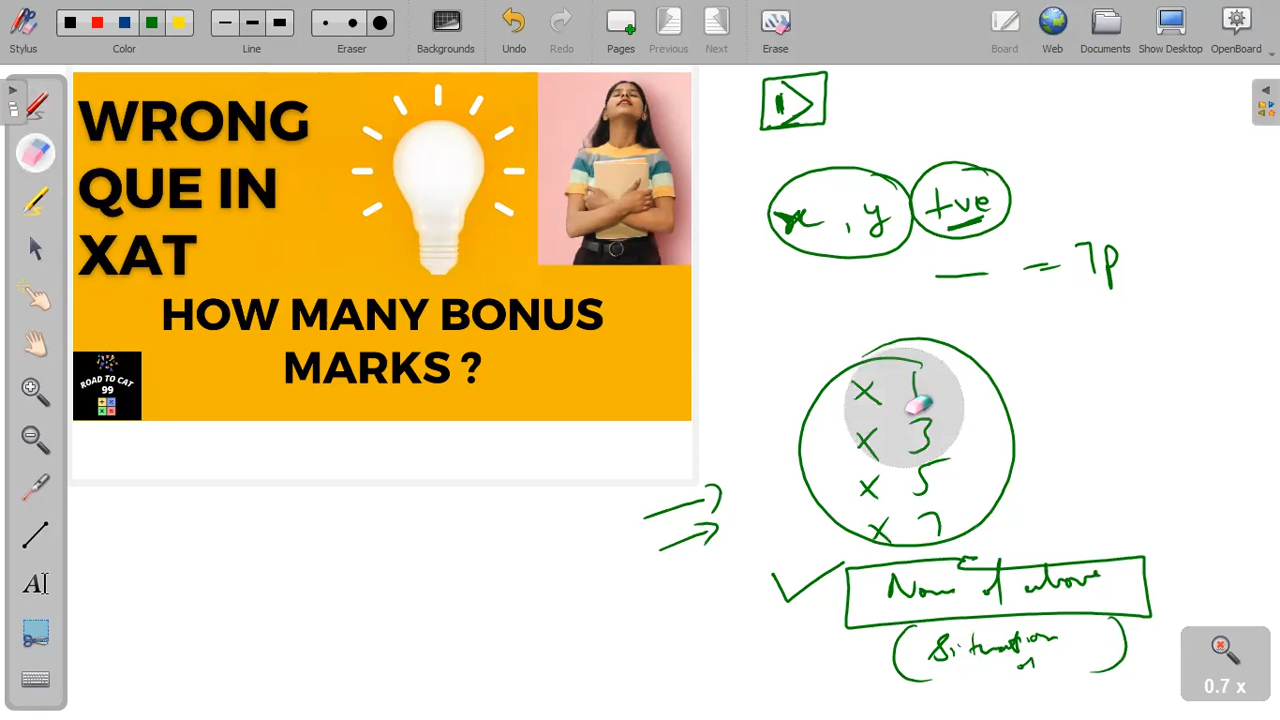 Stylus
Color
Line
Eraser
Backgrounds
Undo
Redo
Pages
Previous
Next
Erase
Board
Web
Documents
Show Desktop
OpenBoard
WRONG
QUE IN
XAT
HOW MANY BONUS
MARKS ?
ROAD TO CAT
99
x , y +ve
= 7p
x 1
x 3
x 5
x 7
None of above
(Situation
of )
0.7 x